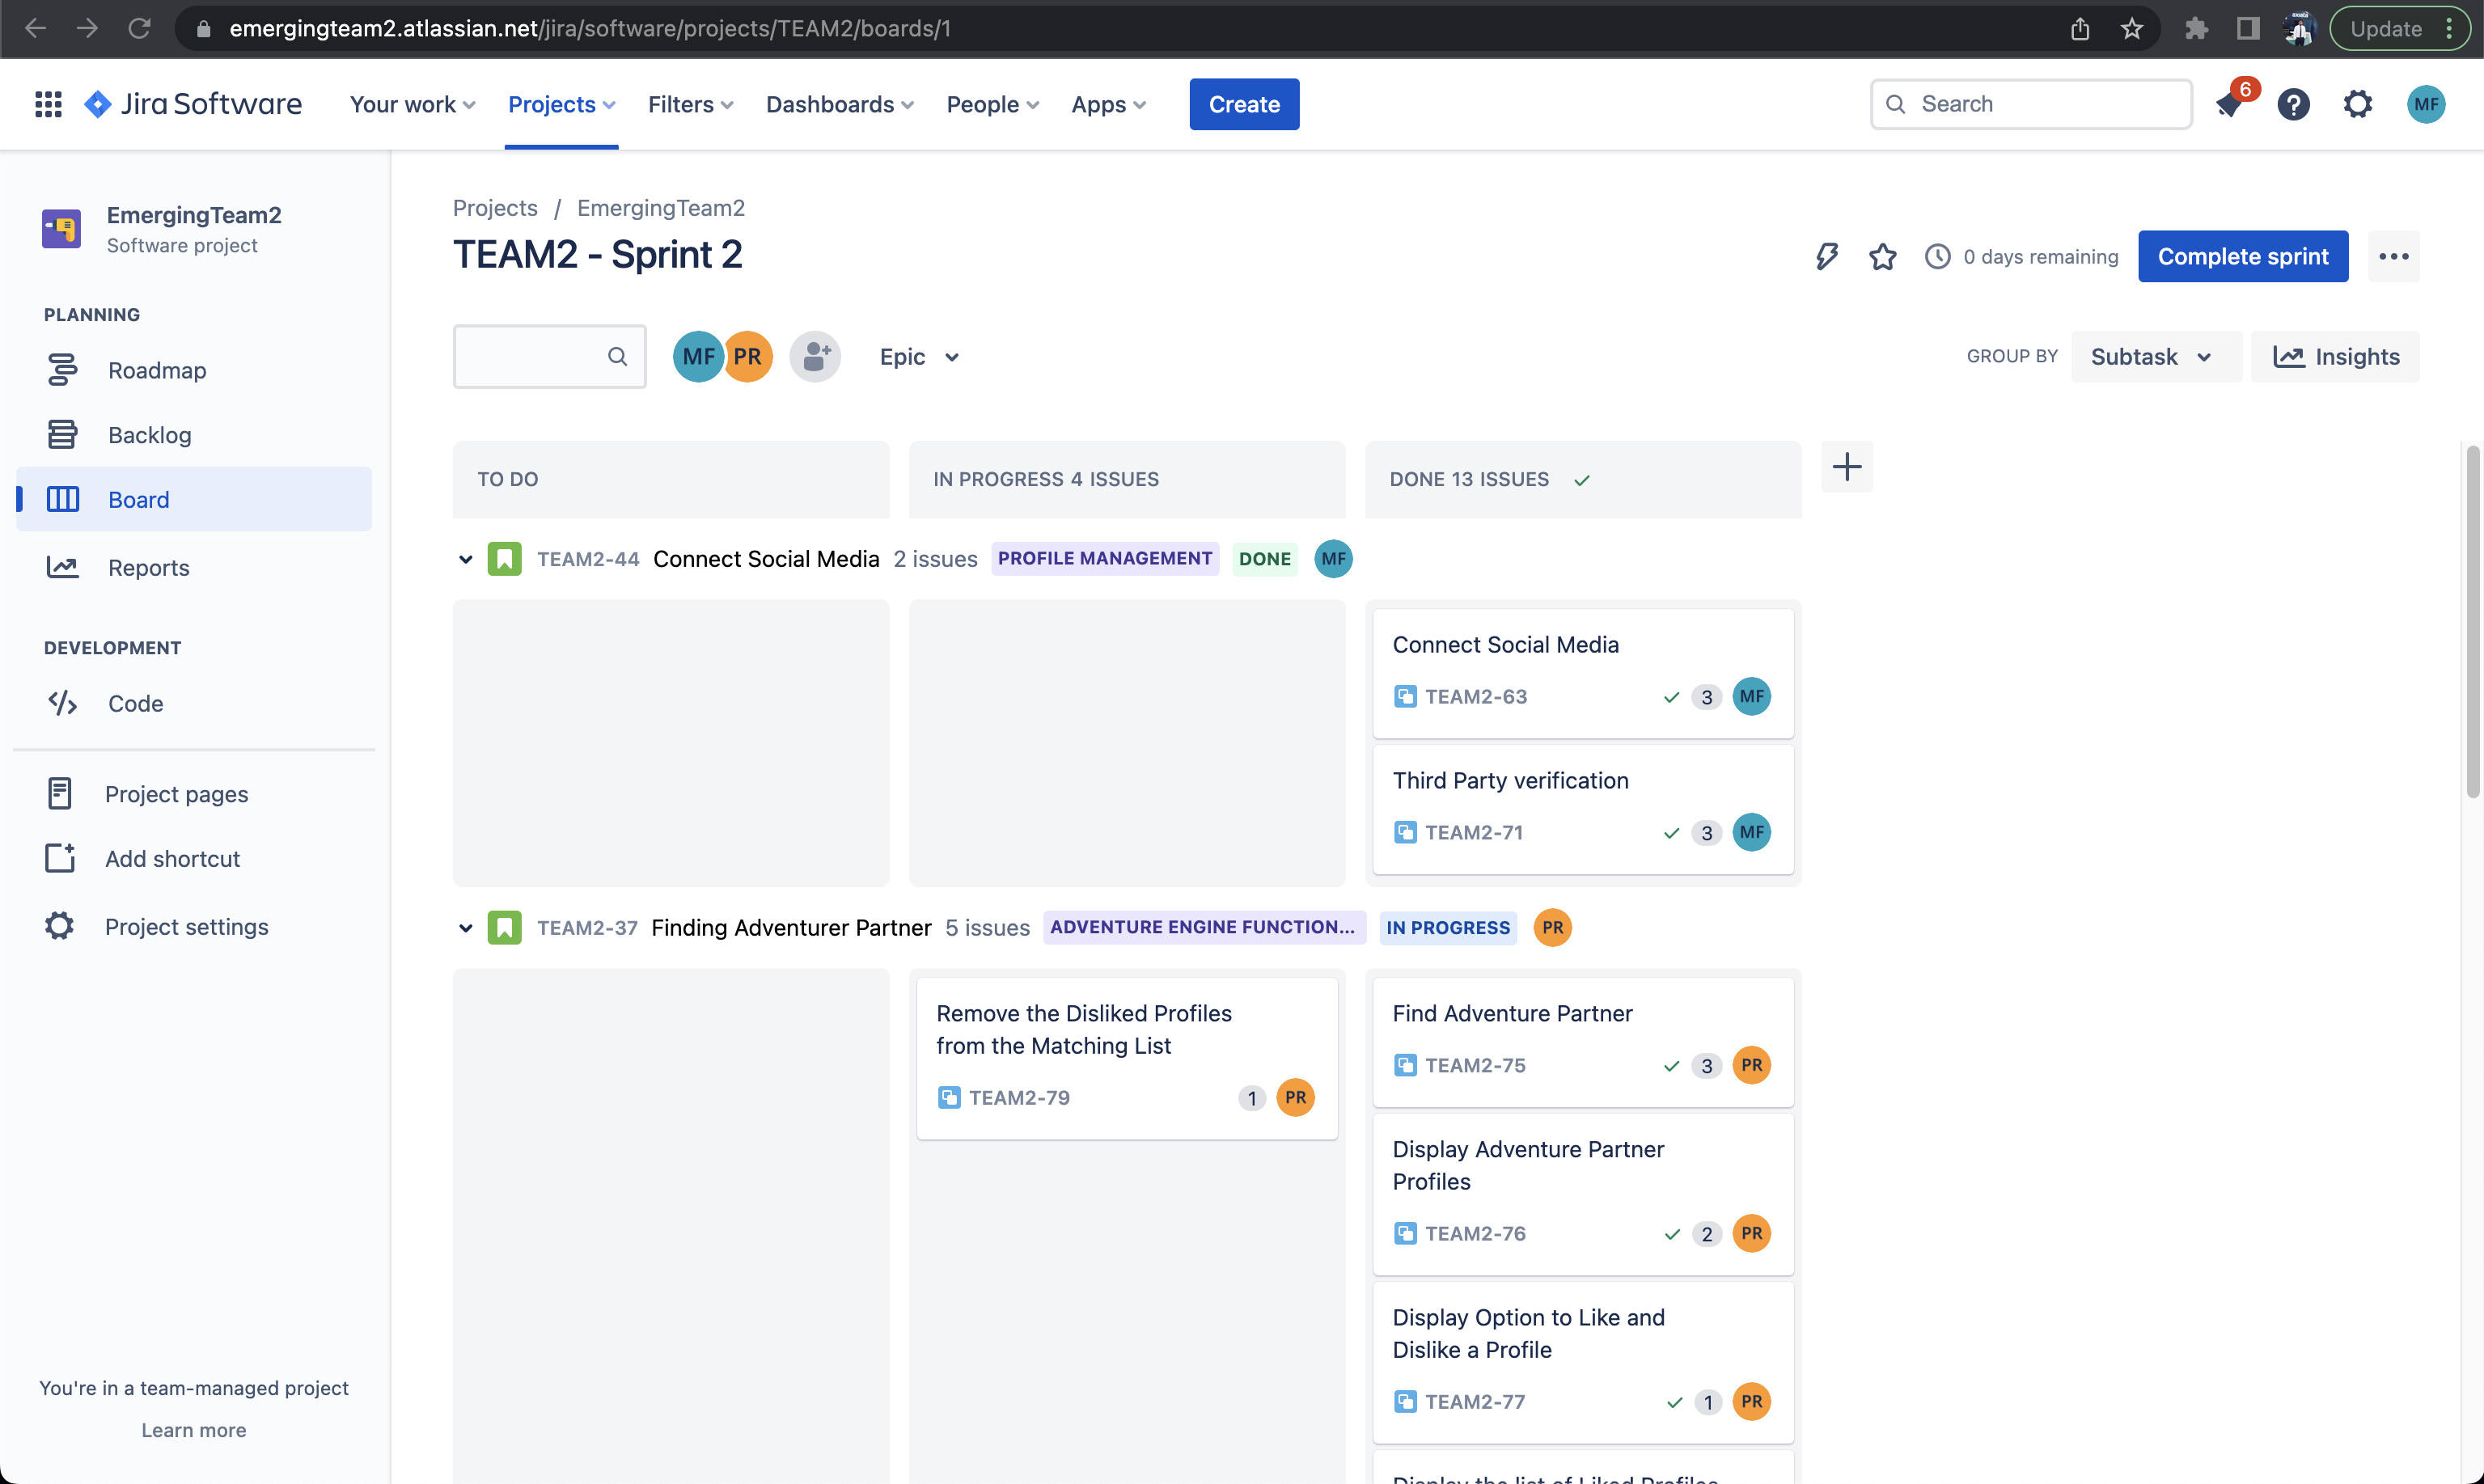 emergingteam2.atlassian.net/jira/software/projects/TEAM2/boards/1
Update
Jira Software
Your work
Projects
Filters
Dashboards
People
Apps
Create
Search
6
MF
EmergingTeam2
Software project
PLANNING
Roadmap
Backlog
Board
Reports
DEVELOPMENT
Code
Project pages
Add shortcut
Project settings
You're in a team-managed project
Learn more
Projects / EmergingTeam2
TEAM2 - Sprint 2
0 days remaining
Complete sprint
MF
PR
Epic
GROUP BY
Subtask
Insights
TO DO
IN PROGRESS 4 ISSUES
DONE 13 ISSUES
TEAM2-44 Connect Social Media 2 issues PROFILE MANAGEMENT DONE MF
Connect Social Media
TEAM2-63 3 MF
Third Party verification
TEAM2-71 3 MF
TEAM2-37 Finding Adventurer Partner 5 issues ADVENTURE ENGINE FUNCTION... IN PROGRESS PR
Remove the Disliked Profiles
from the Matching List
TEAM2-79 1 PR
Find Adventure Partner
TEAM2-75 3 PR
Display Adventure Partner
Profiles
TEAM2-76 2 PR
Display Option to Like and
Dislike a Profile
TEAM2-77 1 PR
Display the list of Liked Profiles